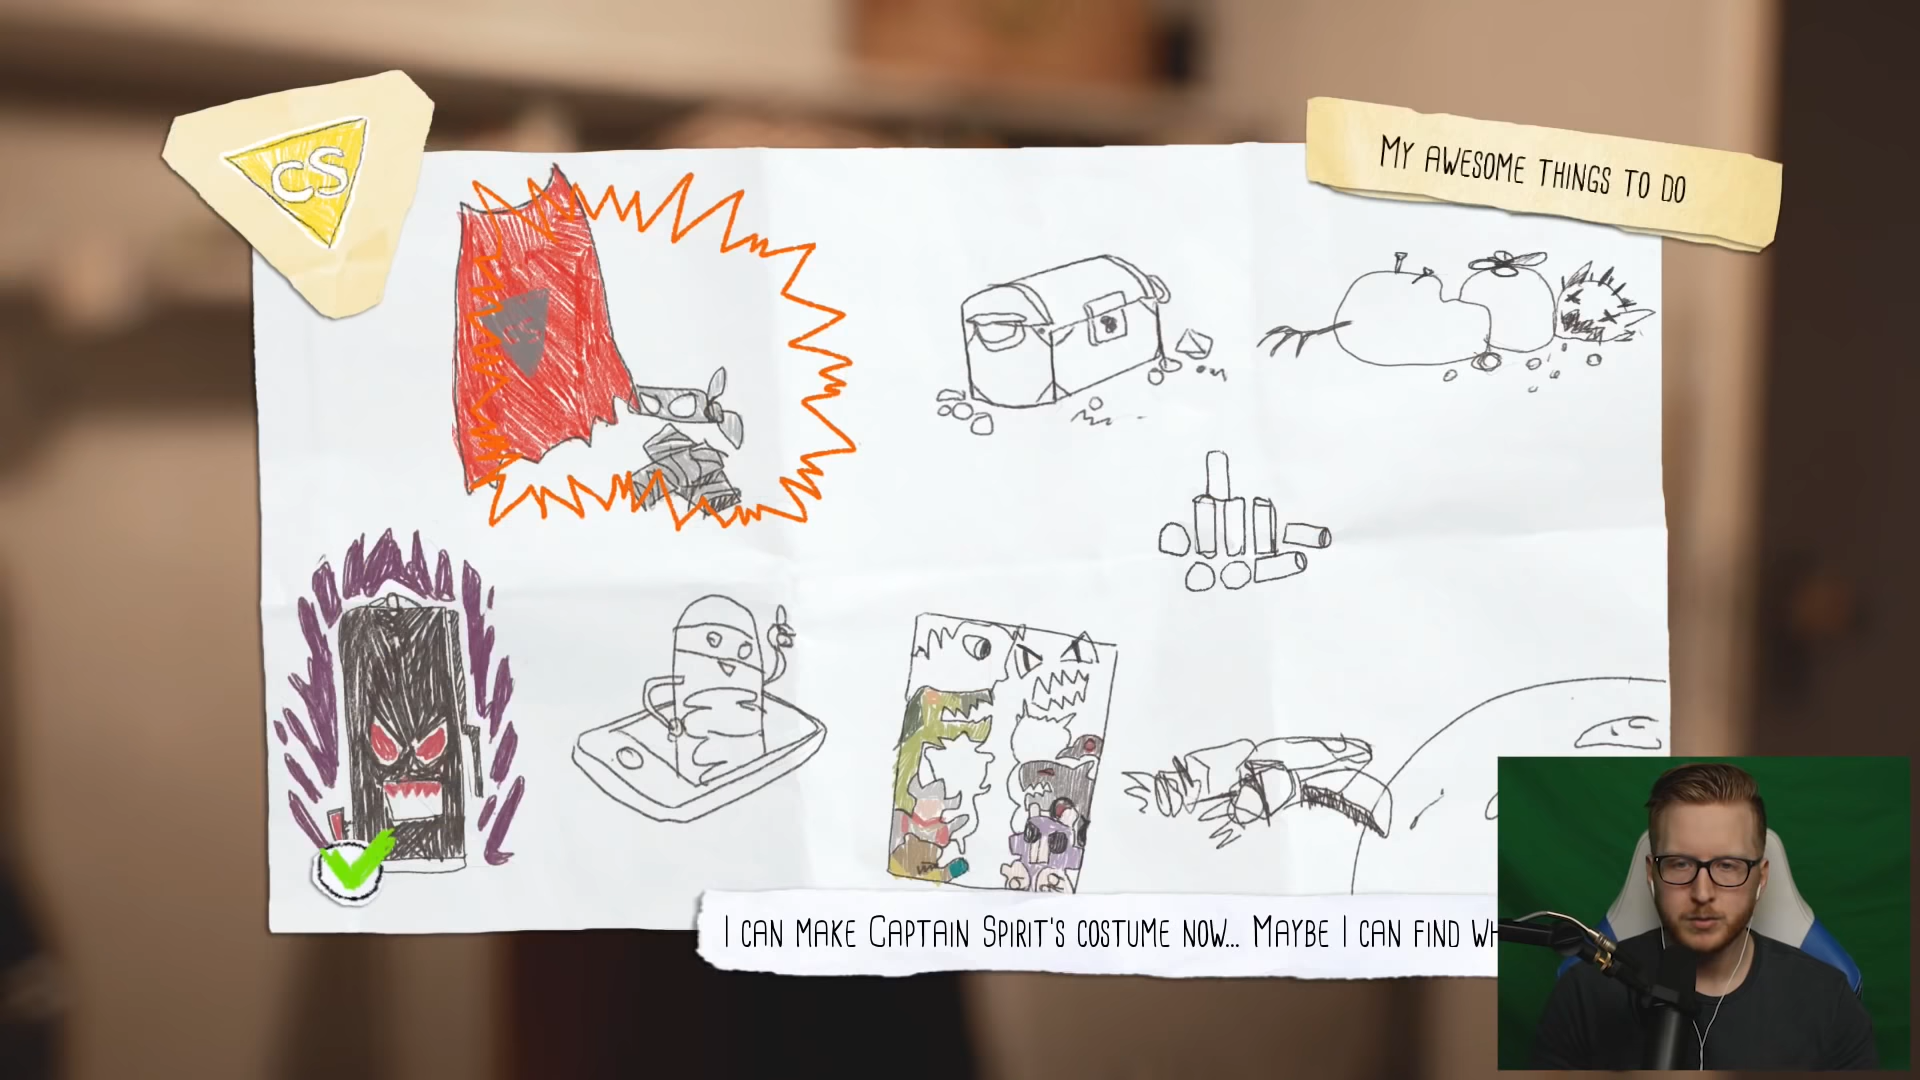 CS
My awesome things to do
CS
I can make Captain Spirit's costume now... Maybe I can find